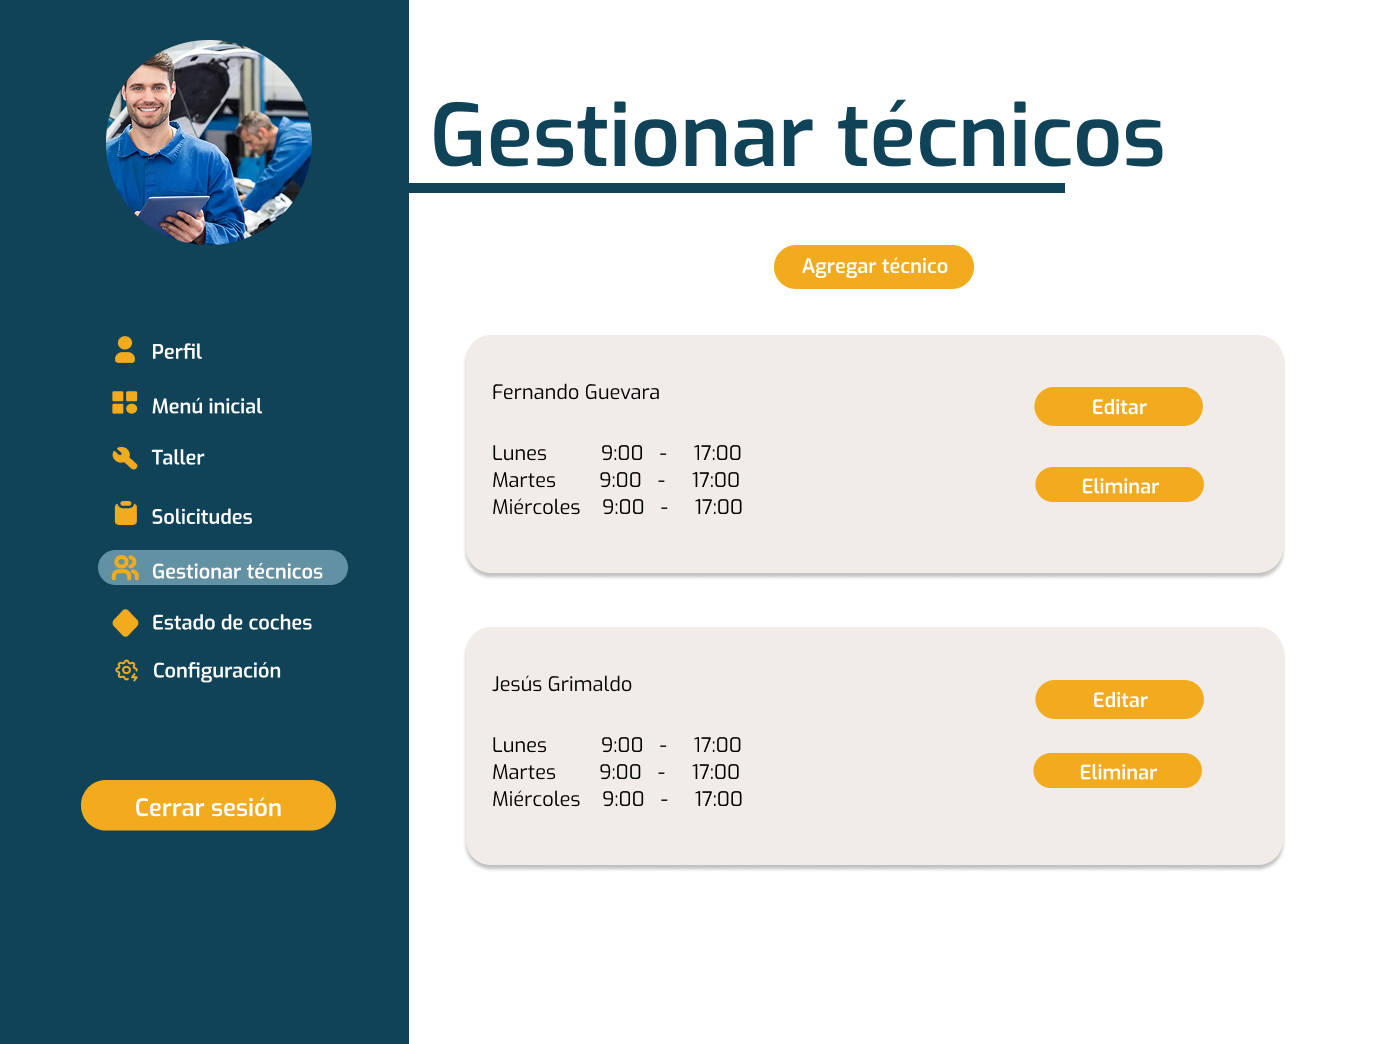 Gestionar técnicos
Perfil
Menú inicial
Taller
Solicitudes
Gestionar técnicos
Estado de coches
Configuración
Cerrar sesión
Agregar técnico
Fernando Guevara
Lunes 9:00 - 17:00
Martes 9:00 - 17:00
Miércoles 9:00 - 17:00
Editar
Eliminar
Jesús Grimaldo
Lunes 9:00 - 17:00
Martes 9:00 - 17:00
Miércoles 9:00 - 17:00
Editar
Eliminar